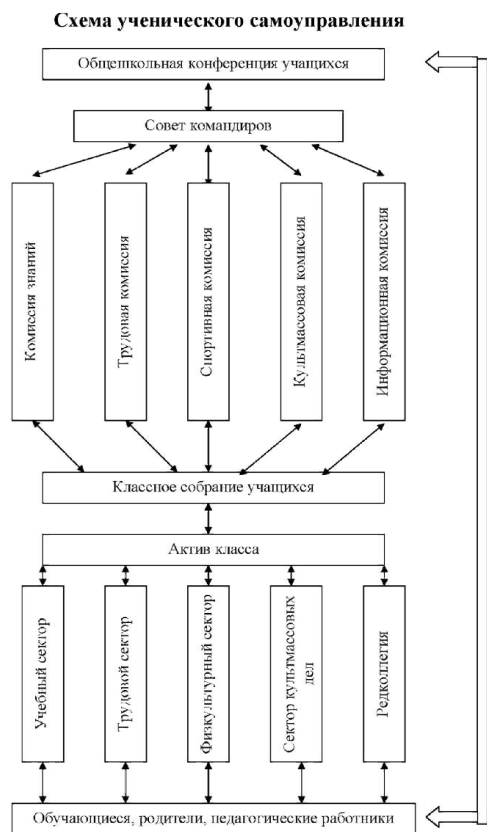 Схема ученического самоуправления
Общешкольная конференция учащихся
Совет командиров
Комиссия знаний
Трудовая комиссия
Спортивная комиссия
Культмассовая комиссия
Информационная комиссия
Классное собрание учащихся
Актив класса
Учебный сектор
Трудовой сектор
Физкультурный сектор
Сектор культмассовых
дел
Редколлегия
Обучающиеся, родители, педагогические работники